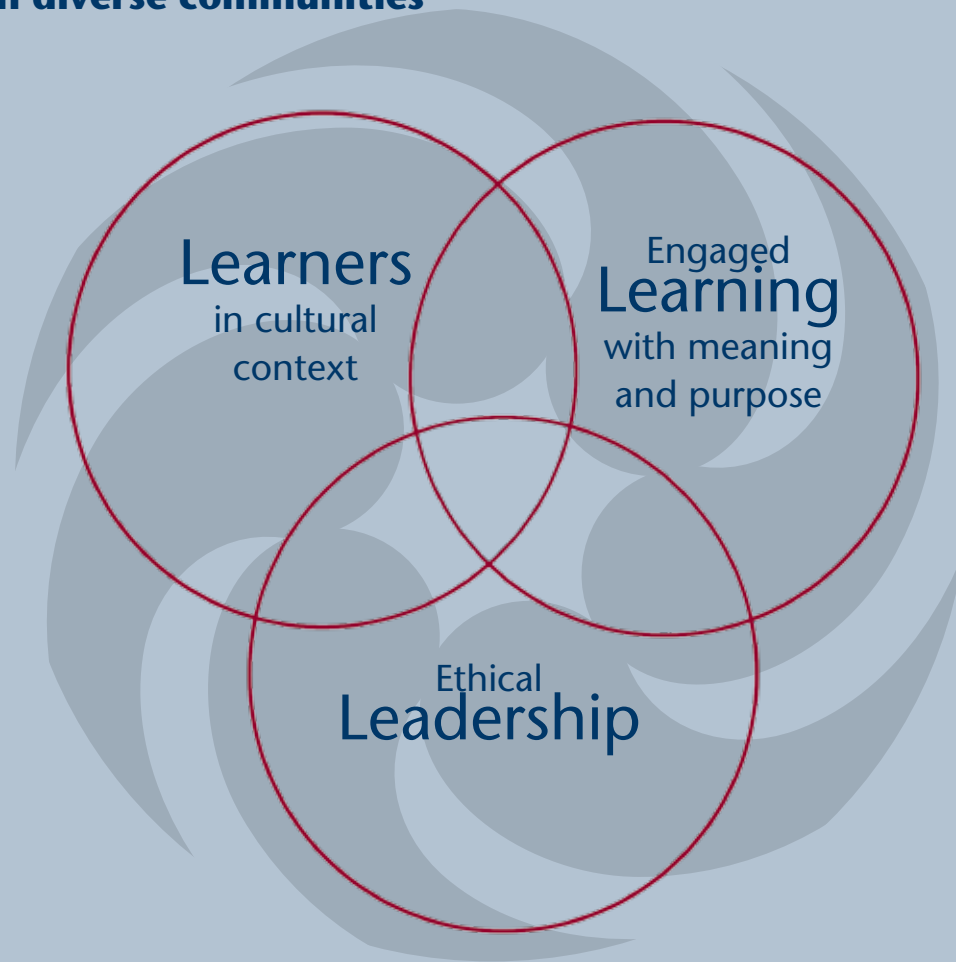 diverse communities
Learners
in cultural
context
Engaged
Learning
with meaning
and purpose
Ethical
Leadership